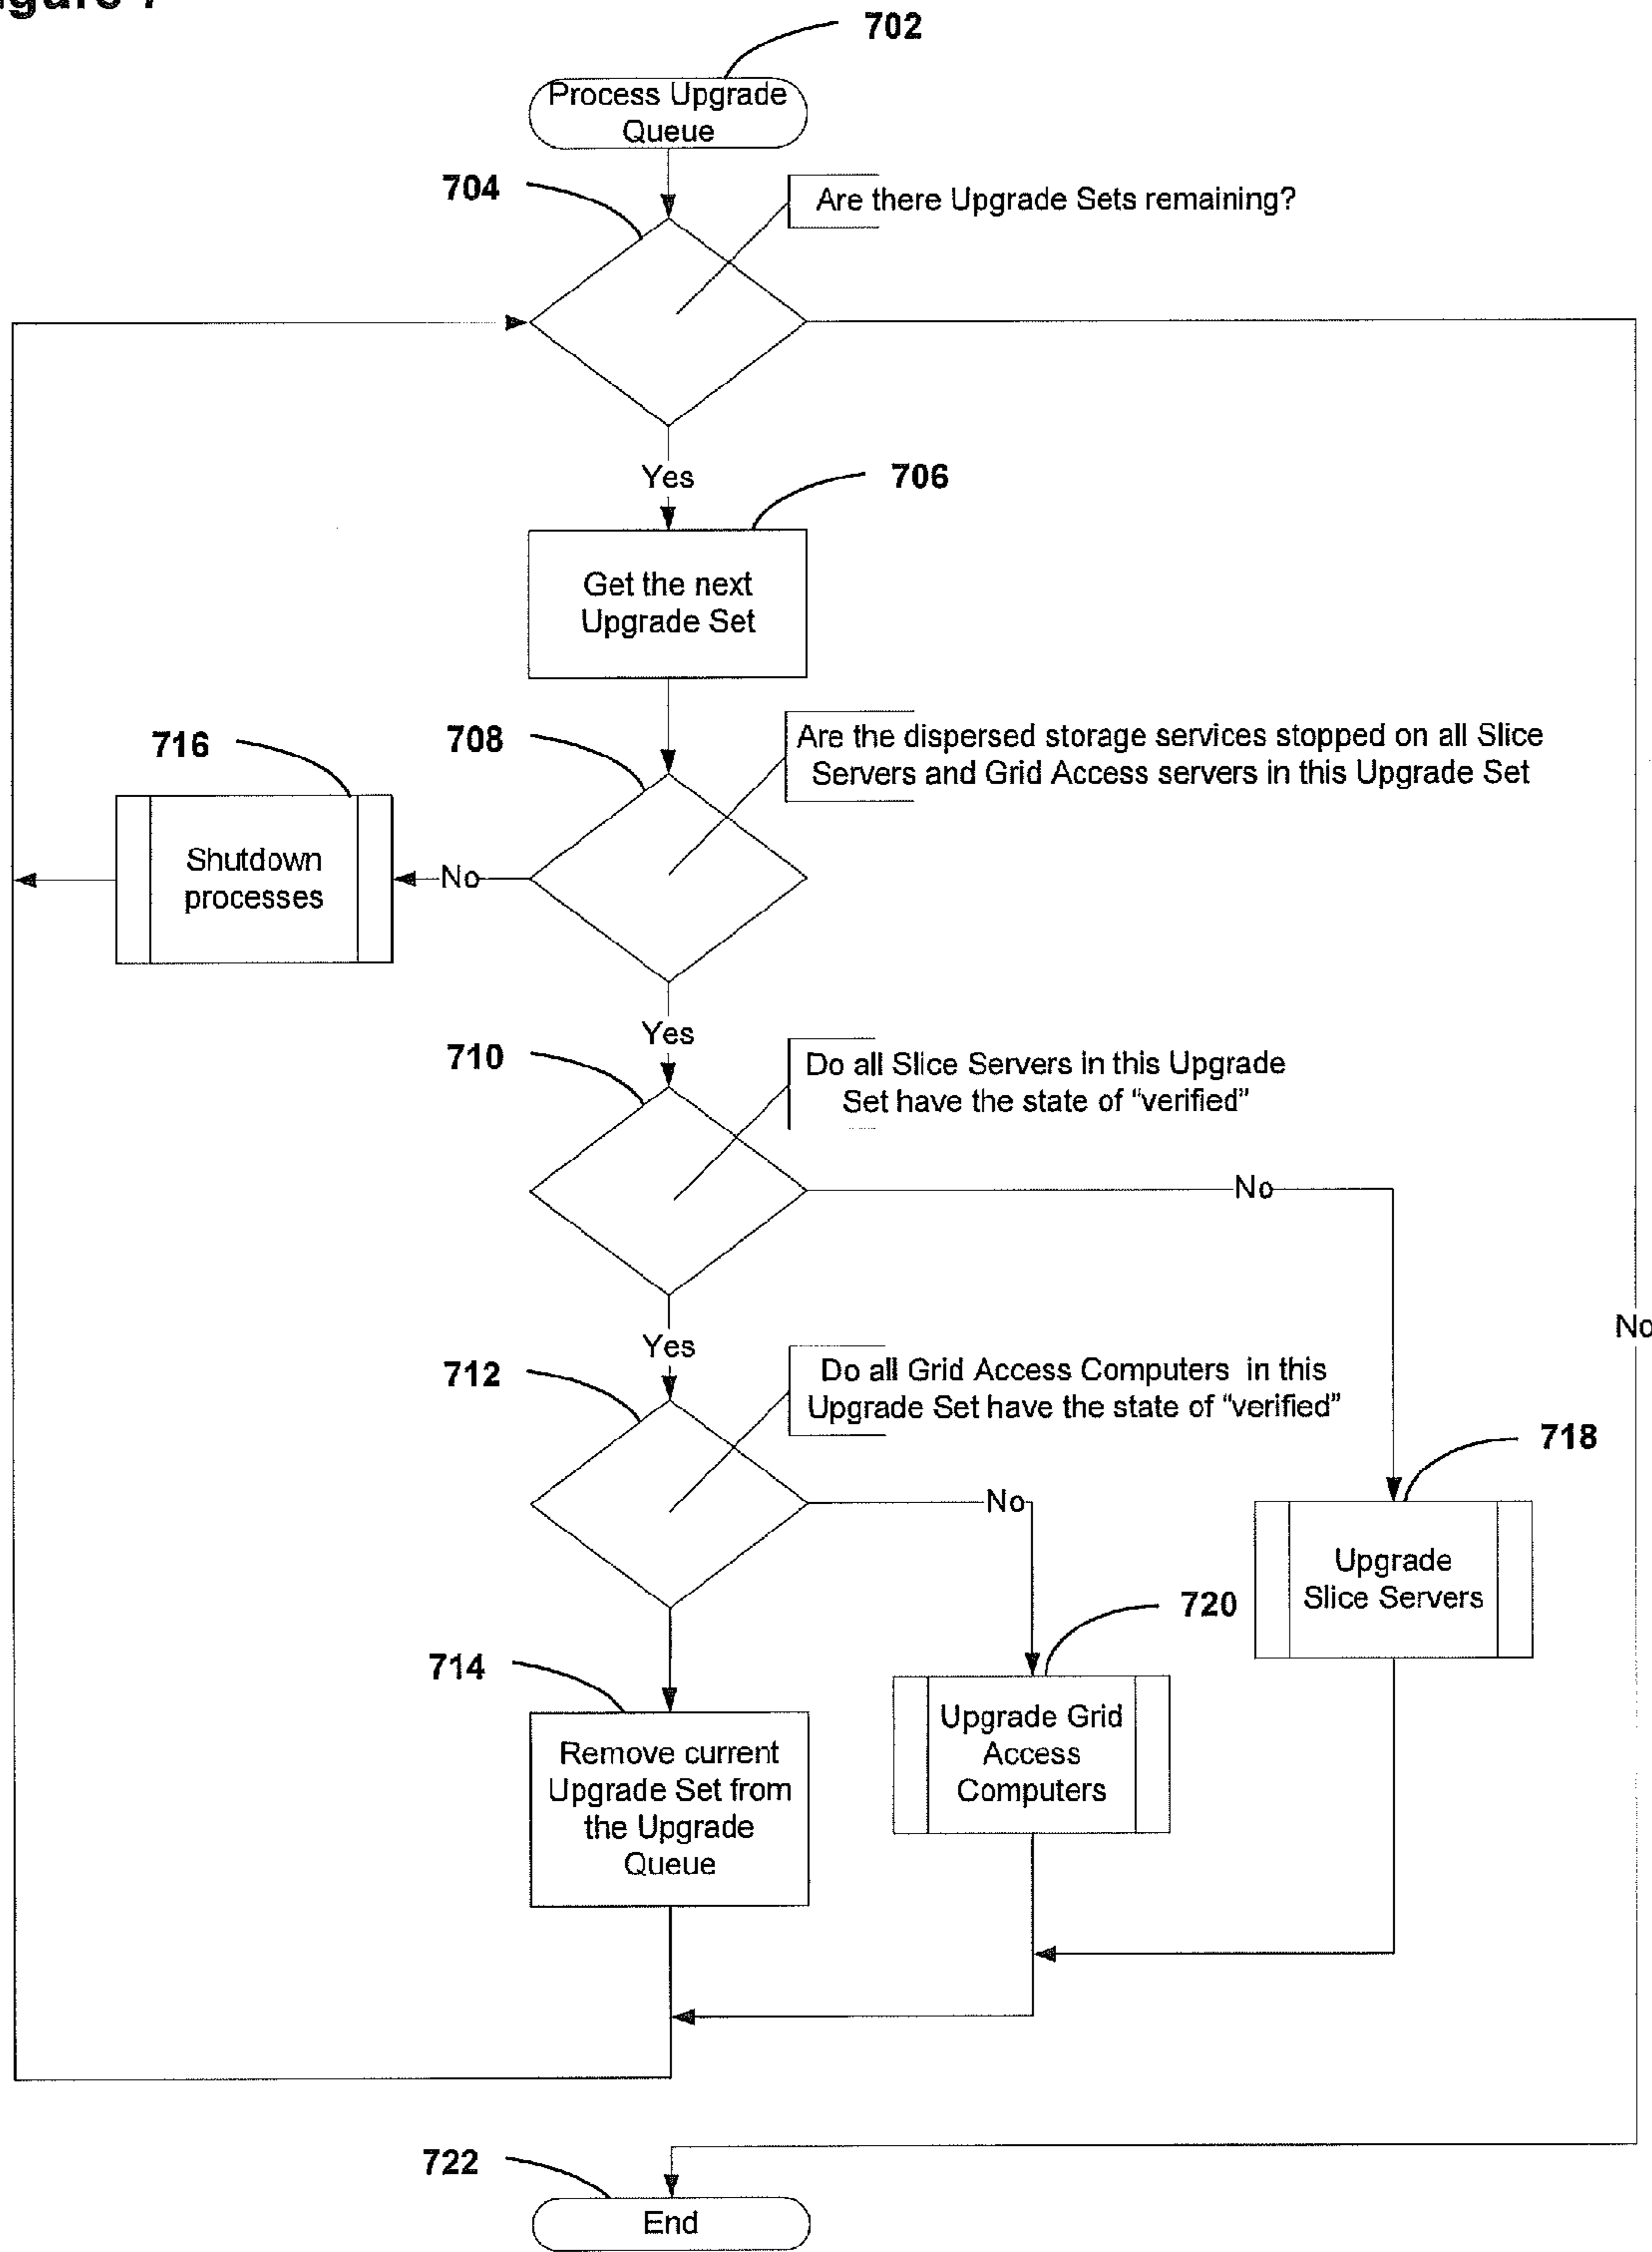 702
Process Upgrade
Queue
704
Are there Upgrade Sets remaining?
Yes
706
Get the next
Upgrade Set
708
Are the dispersed storage services stopped on all Slice
Servers and Grid Access servers in this Upgrade Set
716
Shutdown
processes
No
Yes
710
Do all Slice Servers in this Upgrade
Set have the state of “verified”
No
No
Yes
712
Do all Grid Access Computers in this
Upgrade Set have the state of “verified”
718
No
Upgrade
Slice Servers
720
714
Upgrade Grid
Access
Computers
Remove current
Upgrade Set from
the Upgrade
Queue
722
End